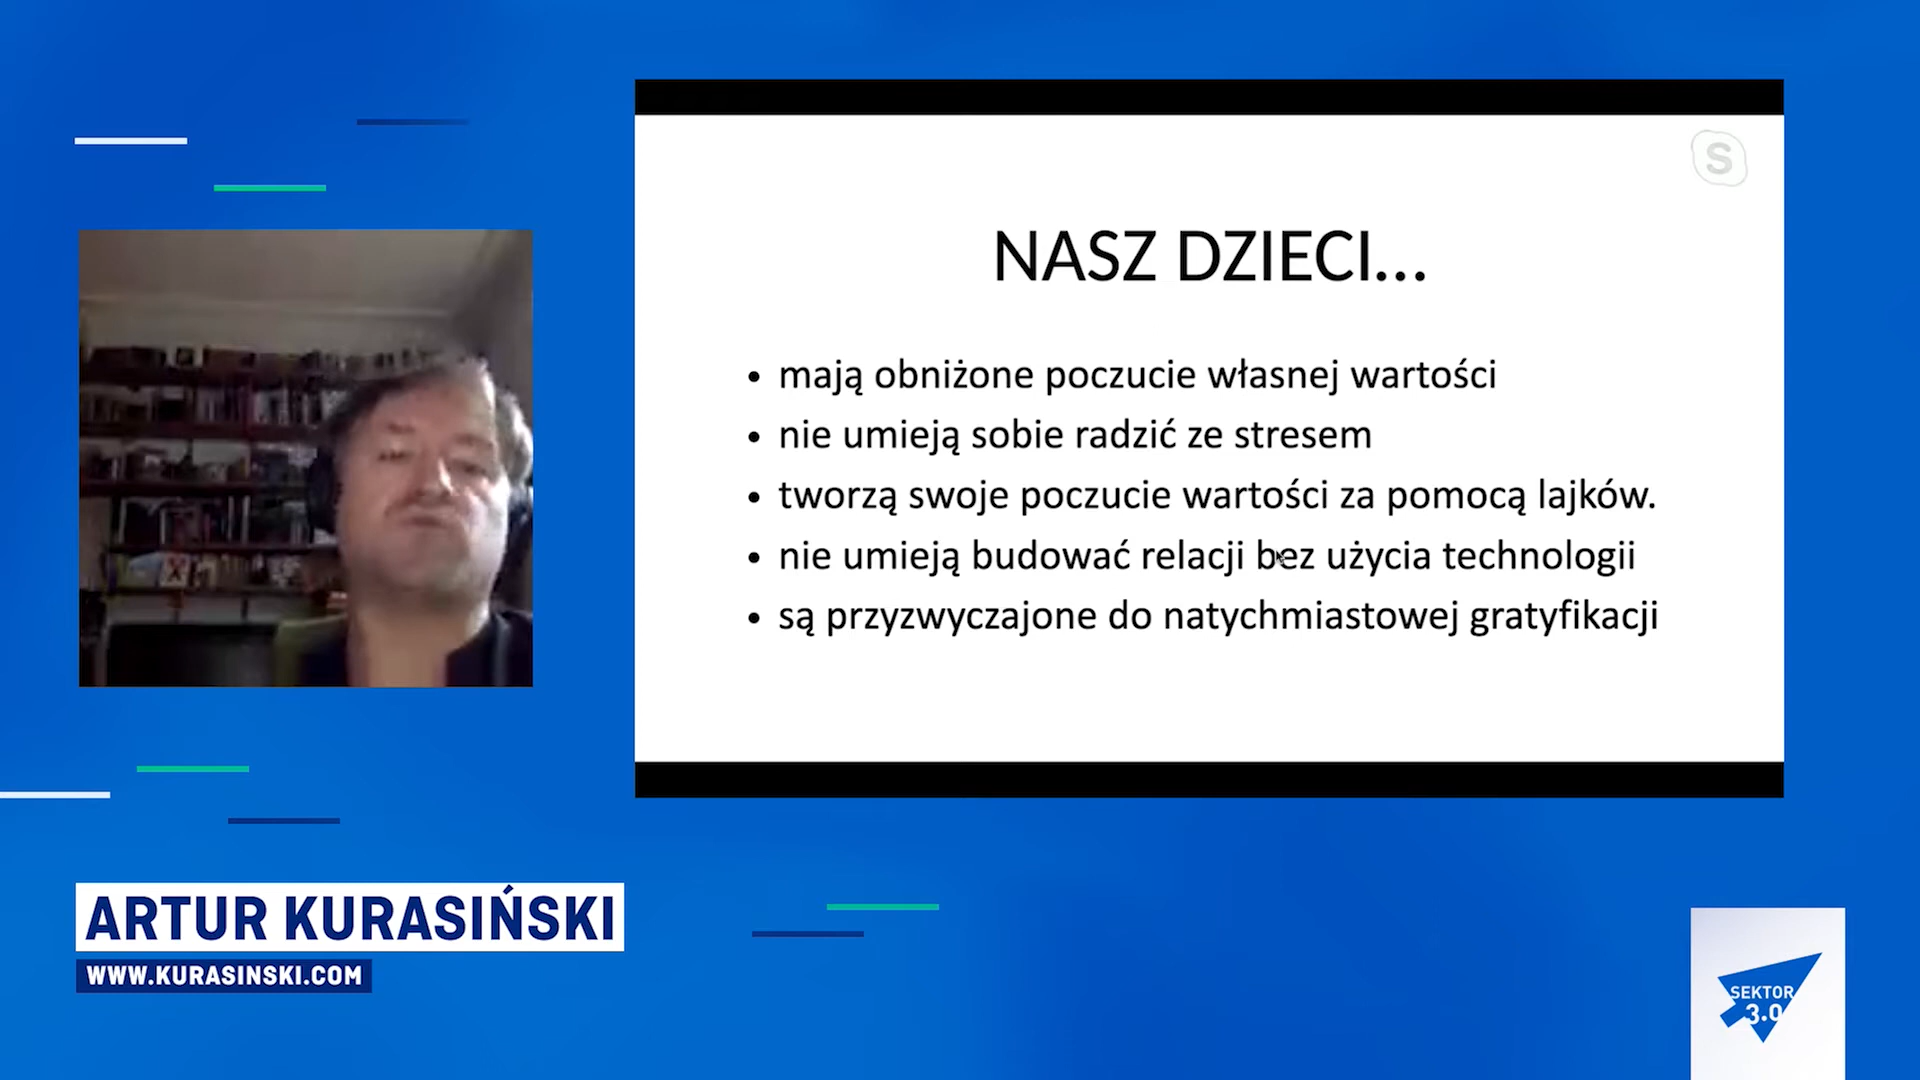 S
NASZ DZIECI...
• mają obniżone poczucie własnej wartości
• nie umieją sobie radzić ze stresem
• tworzą swoje poczucie wartości za pomocą lajków.
• nie umieją budować relacji bez użycia technologii
• są przyzwyczajone do natychmiastowej gratyfikacji
ARTUR KURASIŃSKI
WWW.KURASINSKI.COM
SEKTOR
3.0